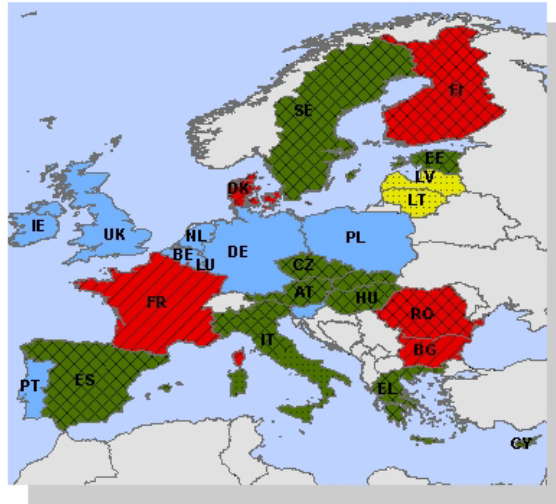 FI
SE
EE
LV
LT
DK
IE
UK
NL
BE
LU
DE
PL
CZ
AT
HU
FR
RO
BG
IT
PT
ES
EL
CY